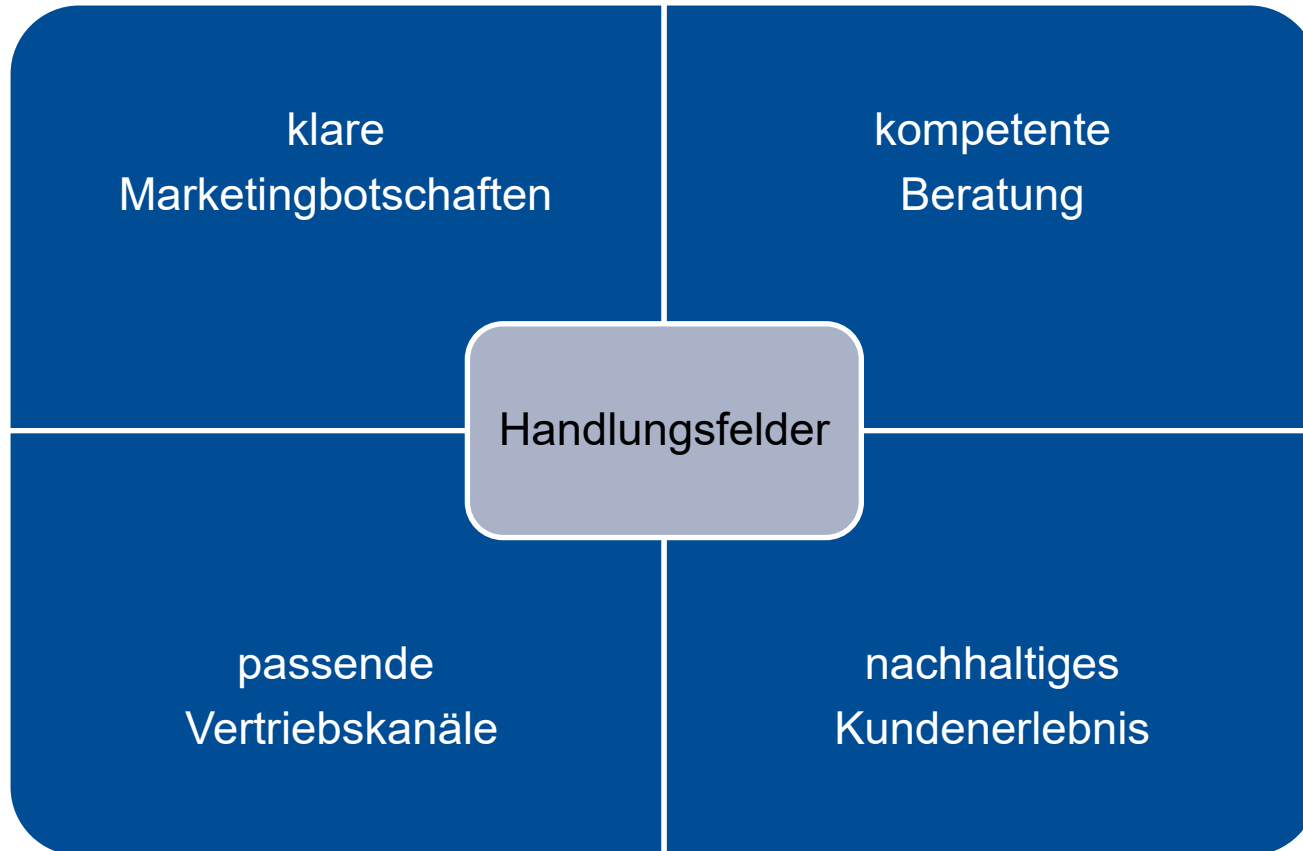 klare
Marketingbotschaften
kompetente
Beratung
Handlungsfelder
passende
Vertriebskanäle
nachhaltiges
Kundenerlebnis